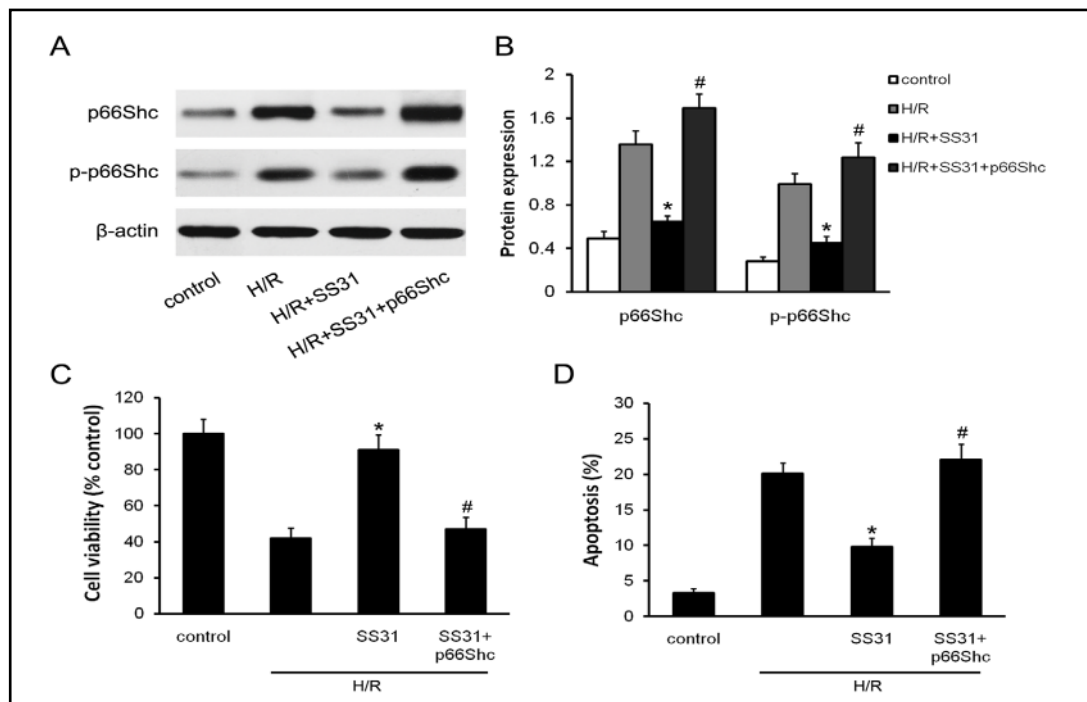 A
p66Shc
p-p66Shc
β-actin
control
H/R
H/R+SS31
H/R+SS31+p66Shc
B
Protein expression
2
1.6
1.2
0.8
0.4
0
#
*
#
*
p66Shc
p-p66Shc
control
H/R
H/R+SS31
H/R+SS31+p66Shc
C
Cell viability (% control)
120
100
80
60
40
20
0
*
#
control
SS31
SS31+
p66Shc
H/R
D
Apoptosis (%)
30
25
20
15
10
5
0
*
#
control
SS31
SS31+
p66Shc
H/R